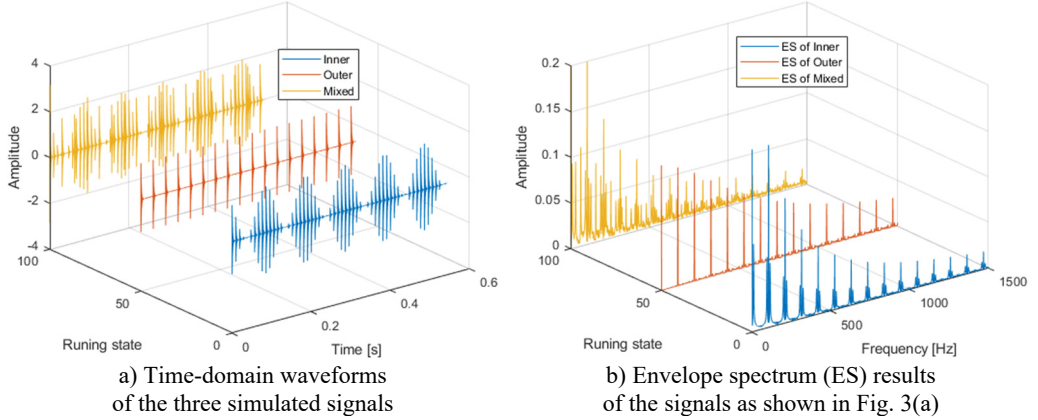 4
2
0
-2
-4
100
50
0
0
0.2
0.4
0.6
Amplitude
Runing state
Time [s]
Inner
Outer
Mixed
a) Time-domain waveforms
of the three simulated signals
0.2
0.15
0.1
0.05
0
100
50
0
0
500
1000
1500
Amplitude
Runing state
Frequency [Hz]
ES of Inner
ES of Outer
ES of Mixed
b) Envelope spectrum (ES) results
of the signals as shown in Fig. 3(a)